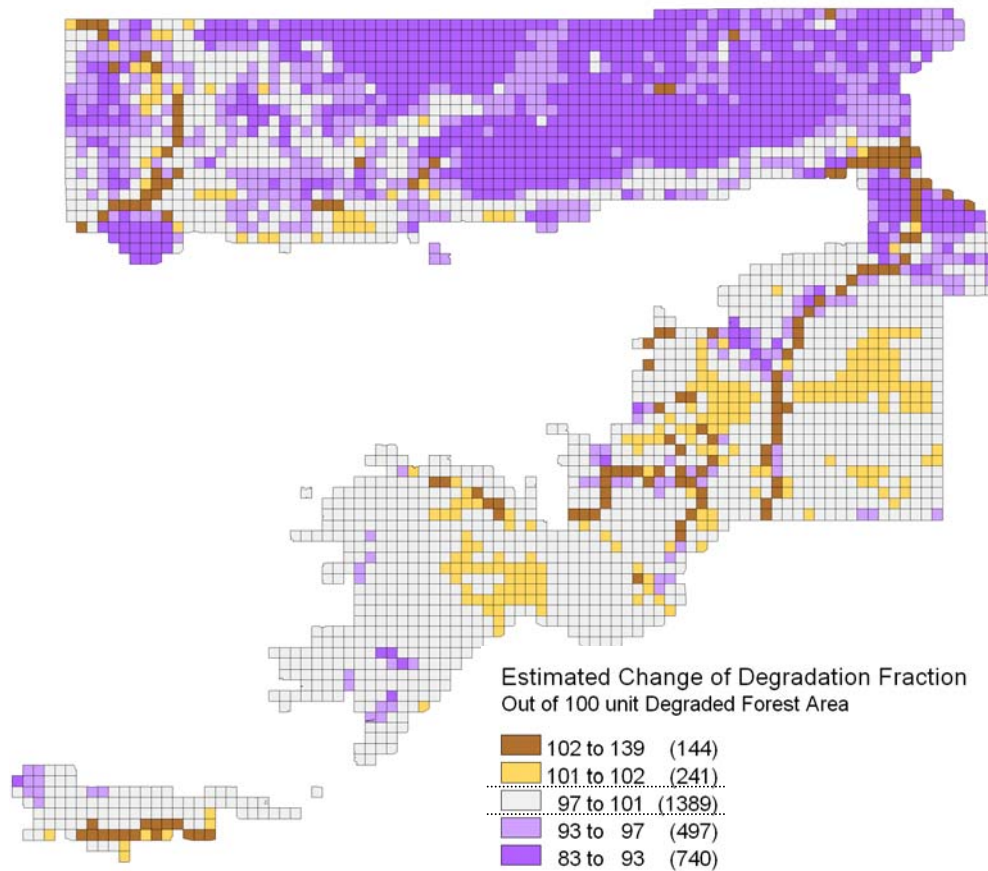 Estimated Change of Degradation Fraction
Out of 100 unit Degraded Forest Area
102 to 139 (144)
101 to 102 (241)
97 to 101 (1389)
93 to 97 (497)
83 to 93 (740)